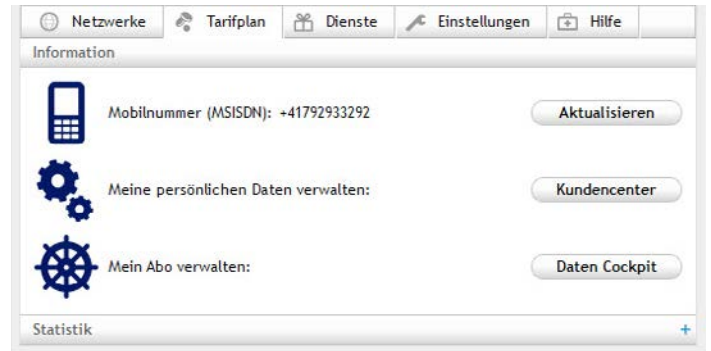 Netzwerke Tarifplan Dienste Einstellungen Hilfe
Information
Mobilnummer (MSISDN): +41792933292 Aktualisieren
Meine persönlichen Daten verwalten: Kundencenter
Mein Abo verwalten: Daten Cockpit
Statistik +